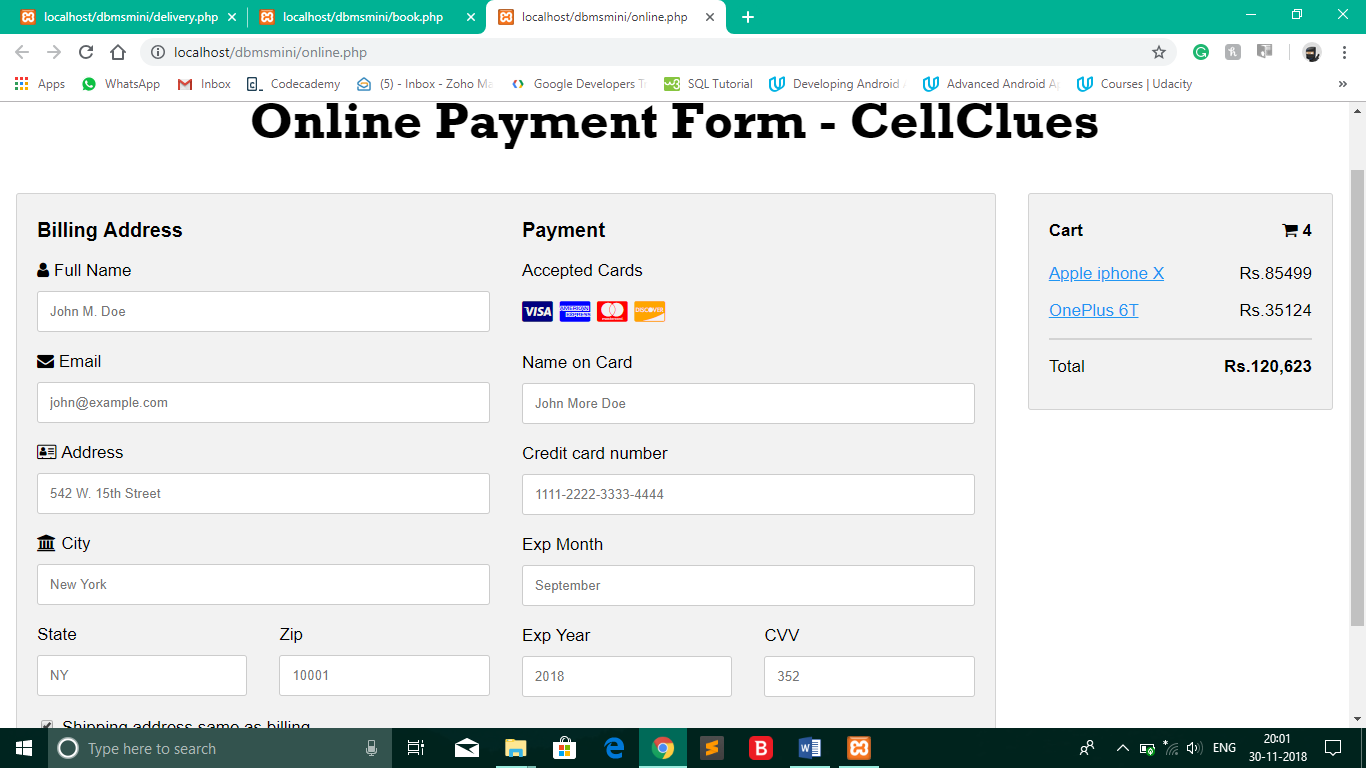 localhost/dbmsmini/delivery.php
localhost/dbmsmini/book.php
localhost/dbmsmini/online.php
localhost/dbmsmini/online.php
Apps
WhatsApp
Inbox
Codecademy
(5) - Inbox - Zoho Ma
Google Developers T
SQL Tutorial
Developing Android
Advanced Android Ap
Courses | Udacity
Online Payment Form - CellClues
Billing Address
Full Name
John M. Doe
Email
john@example.com
Address
542 W. 15th Street
City
New York
State
Zip
NY
10001
Shipping address same as billing
Payment
Accepted Cards
VISA
AMERICAN EXPRESS
mastercard
DISCOVER
Name on Card
John More Doe
Credit card number
1111-2222-3333-4444
Exp Month
September
Exp Year
CVV
2018
352
Cart 4
Apple iphone X Rs.85499
OnePlus 6T Rs.35124
Total Rs.120,623
Type here to search
ENG
20:01
30-11-2018